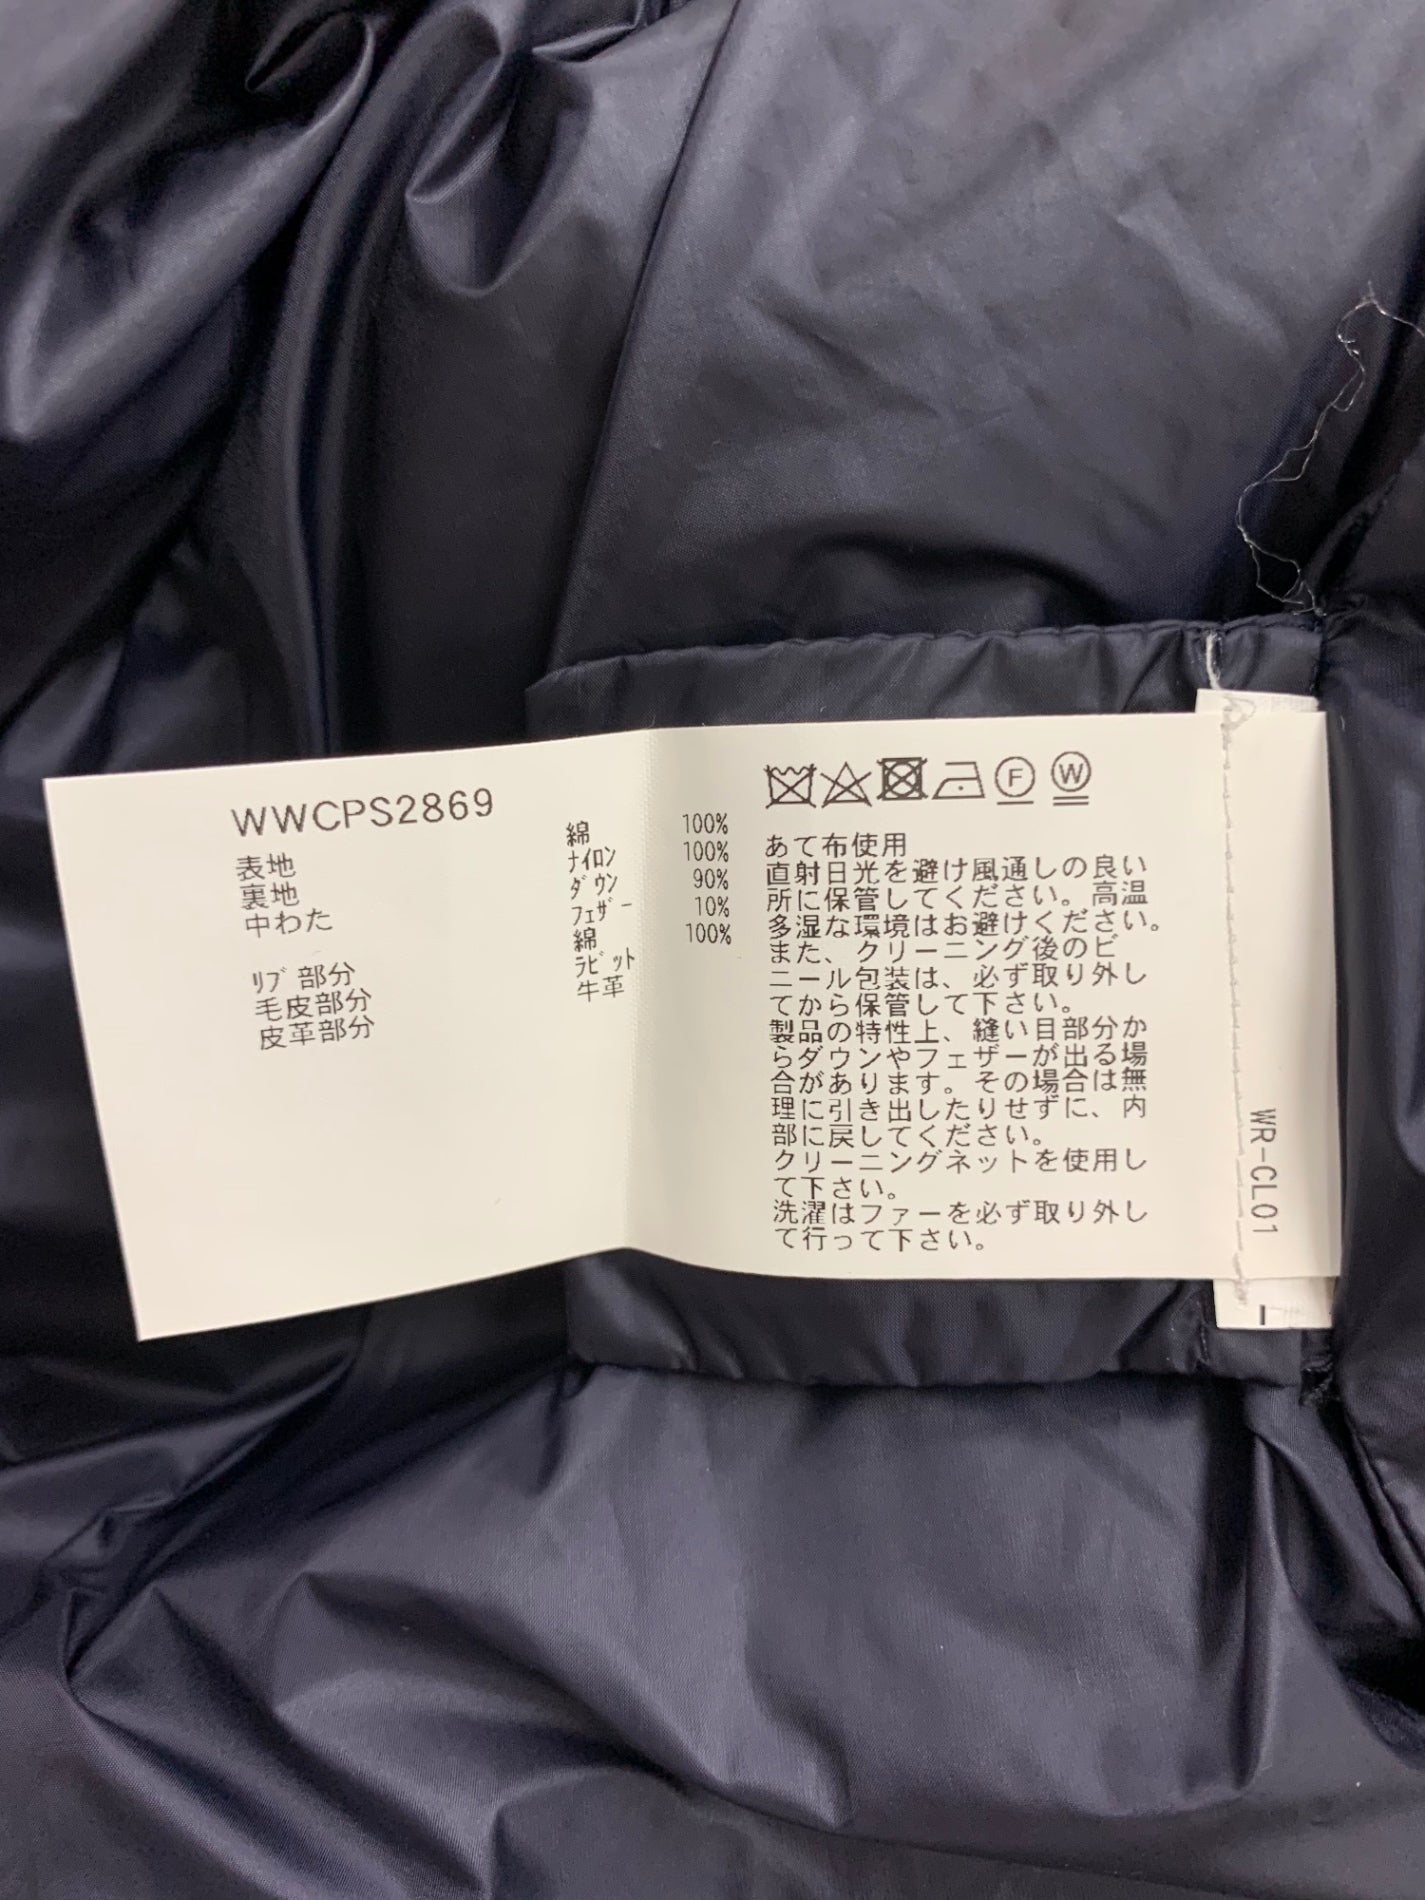 WWCPS2869
表地 綿 100%
裏地 ナイロン 100%
中わた ダウン 90%
フェザー 10%
リブ部分 綿 100%
毛皮部分 ラビット
皮革部分 牛革
F W
あて布使用
直射日光を避け風通しの良い
所に保管してください。高温
多湿な環境はお避けください。
また、クリーニング後のビ
ニール包装は、必ず取り外し
てから保管して下さい。
製品の特性上、縫い目部分か
らダウンやフェザーが出る場
合があります。その場合は無
理に引き出したりせずに、内
部に戻してください。
クリーニングネットを使用し
て下さい。
洗濯はファーを必ず取り外し
て行って下さい。
WR-CL01